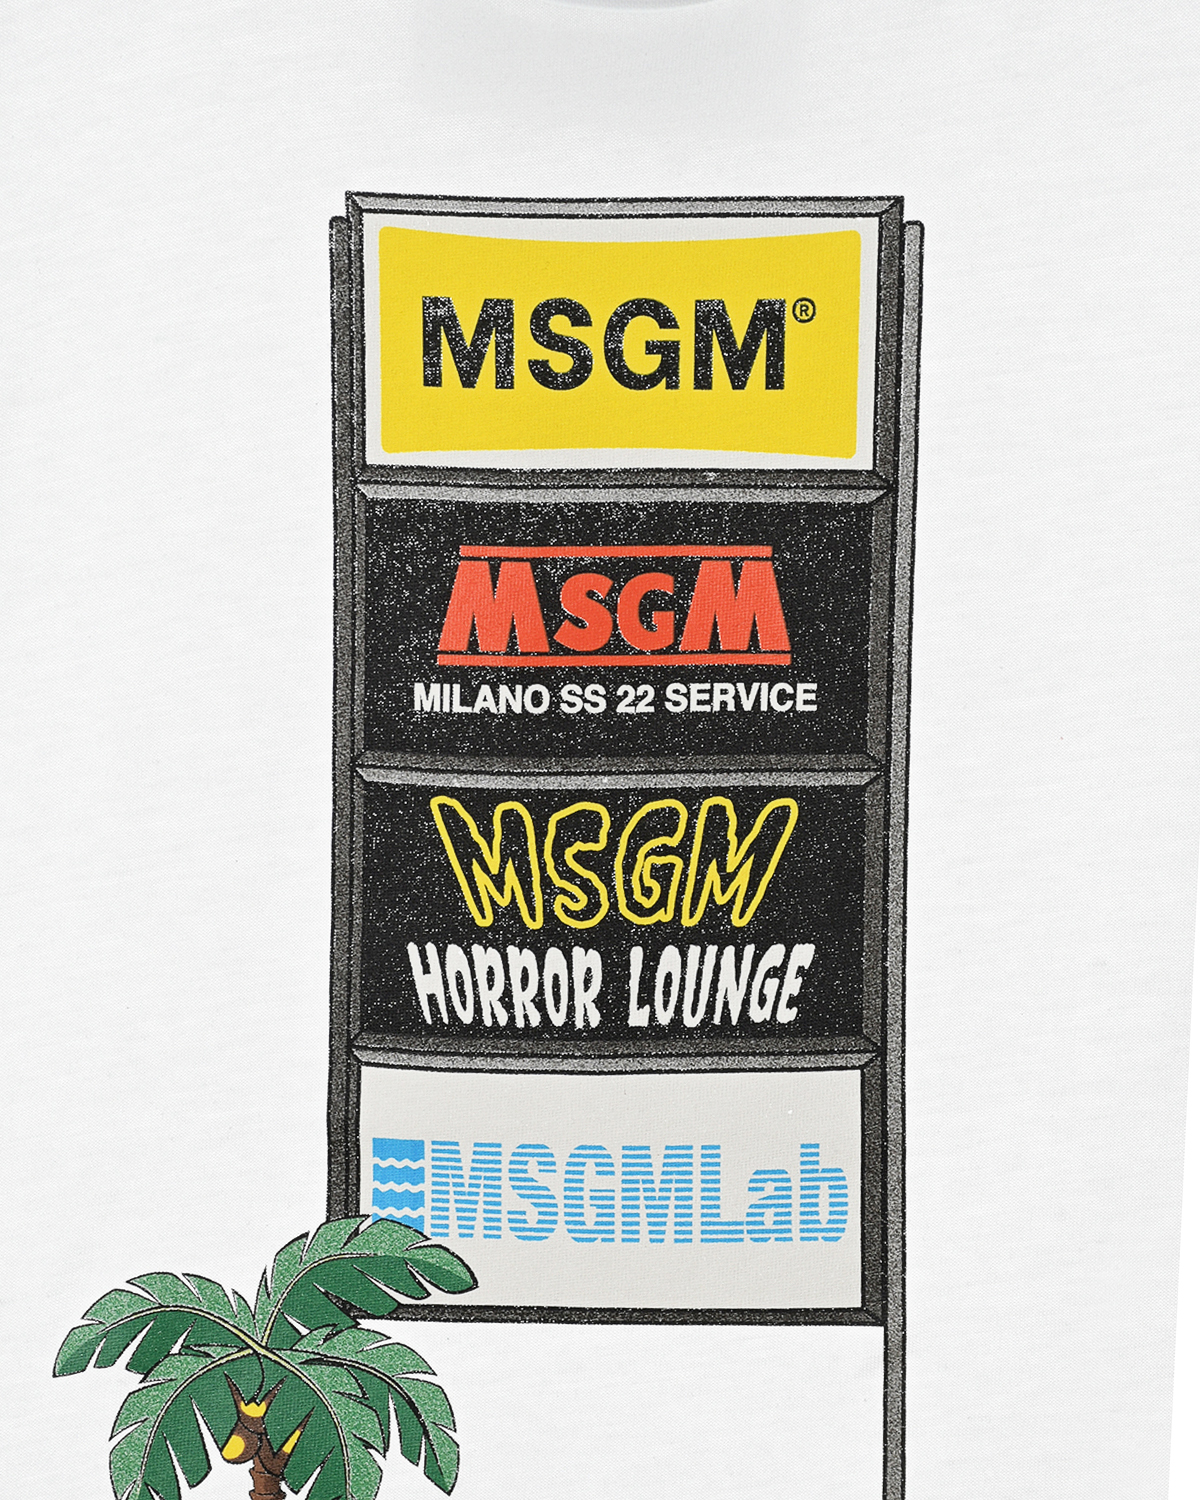 MSGM®
MSGM
MILANO SS 22 SERVICE
MSGM
HORROR LOUNGE
MSGMLab